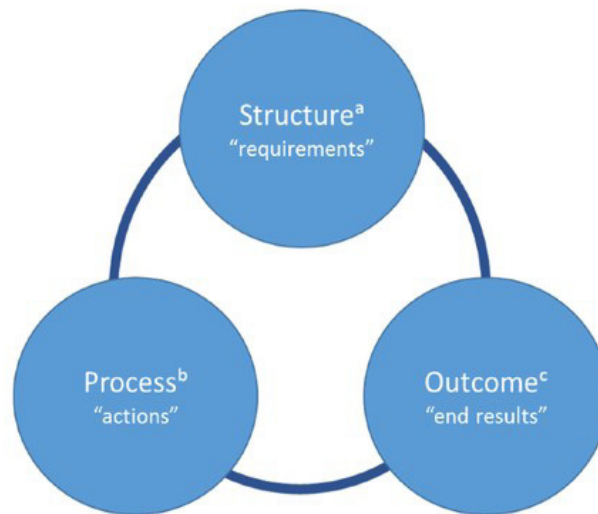 Structureᵃ
“requirements”
Processᵇ
“actions”
Outcomeᶜ
“end results”